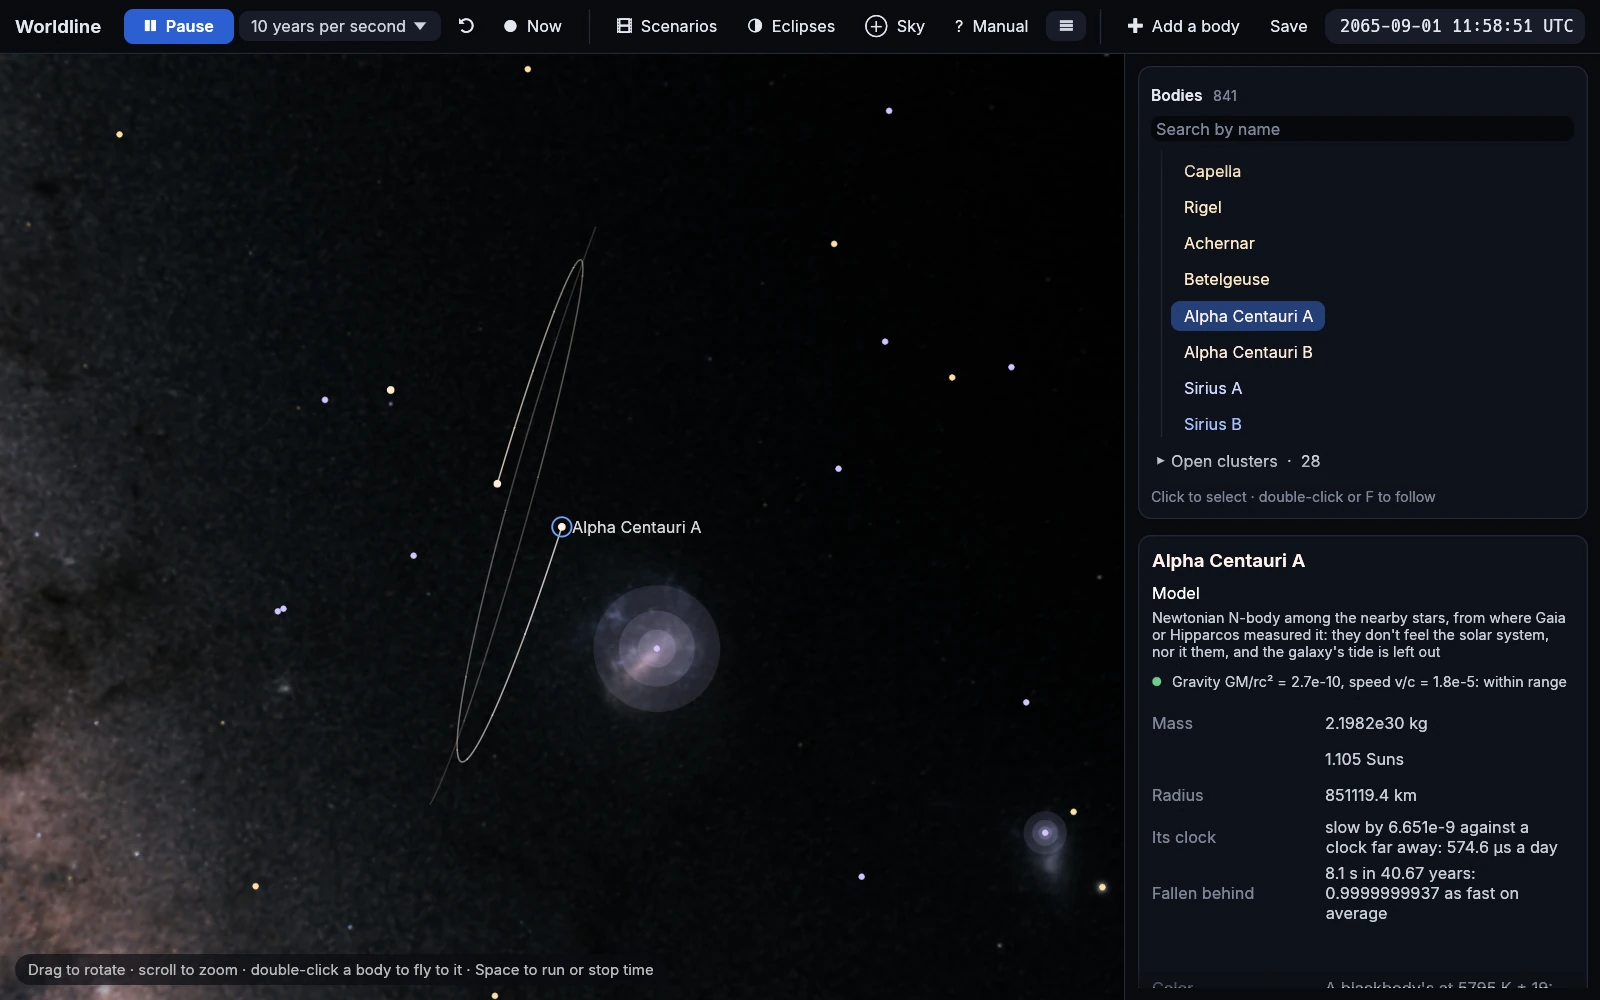 Worldline
Pause
10 years per second
Now
Scenarios
Eclipses
Sky
? Manual
Add a body
Save
2065-09-01 11:58:51 UTC
Bodies 841
Search by name
Capella
Rigel
Achernar
Betelgeuse
Alpha Centauri A
Alpha Centauri B
Sirius A
Sirius B
Open clusters · 28
Click to select · double-click or F to follow
Alpha Centauri A
Alpha Centauri A
Model
Newtonian N-body among the nearby stars, from where Gaia
or Hipparcos measured it: they don't feel the solar system,
nor it them, and the galaxy's tide is left out
Gravity GM/rc² = 2.7e-10, speed v/c = 1.8e-5: within range
Mass 2.1982e30 kg
1.105 Suns
Radius 851119.4 km
Its clock slow by 6.651e-9 against a
clock far away: 574.6 µs a day
Fallen behind 8.1 s in 40.67 years:
0.9999999937 as fast on
average
Color A blackbody's at 5795 K ± 19:
Drag to rotate · scroll to zoom · double-click a body to fly to it · Space to run or stop time